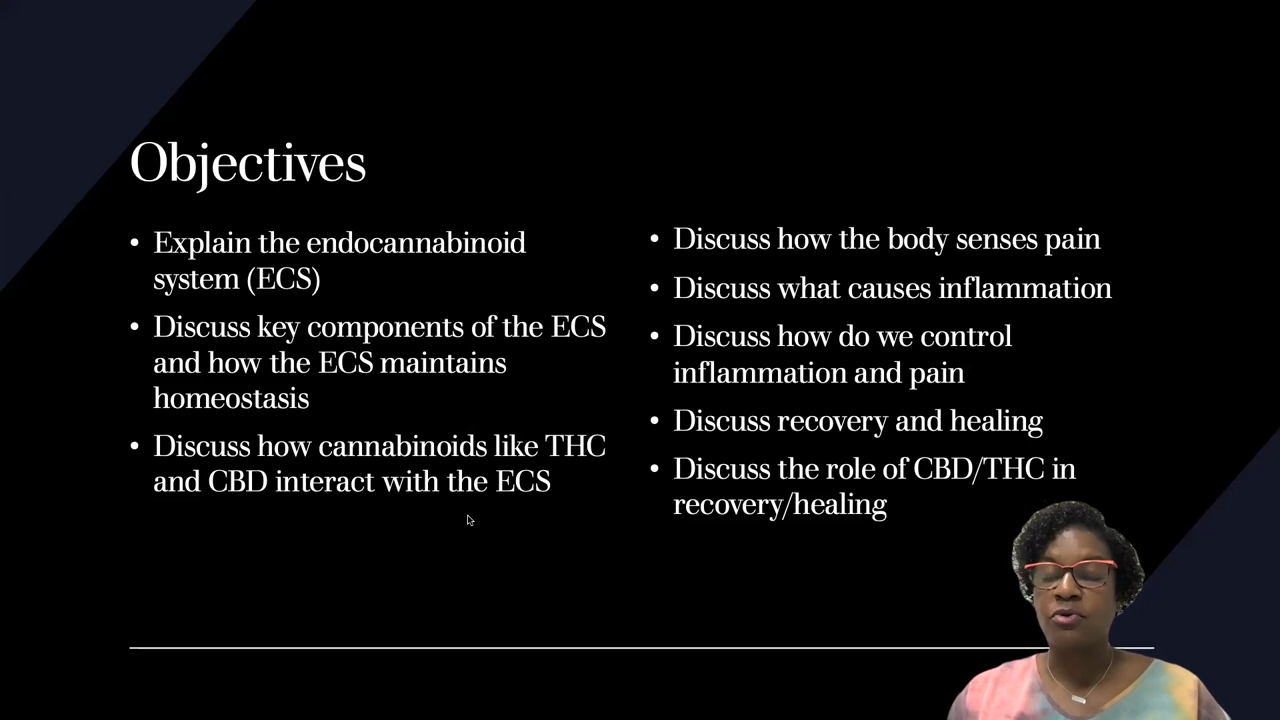 Objectives
• Explain the endocannabinoid
system (ECS)
• Discuss key components of the ECS
and how the ECS maintains
homeostasis
• Discuss how cannabinoids like THC
and CBD interact with the ECS
• Discuss how the body senses pain
• Discuss what causes inflammation
• Discuss how do we control
inflammation and pain
• Discuss recovery and healing
• Discuss the role of CBD/THC in
recovery/healing